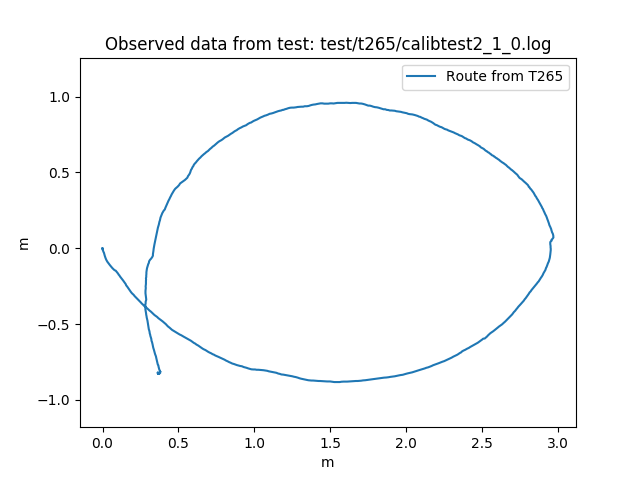 Observed data from test: test/t265/calibtest2_1_0.log
Route from T265
1.0
0.5
0.0
−0.5
−1.0
m
0.0 0.5 1.0 1.5 2.0 2.5 3.0
m